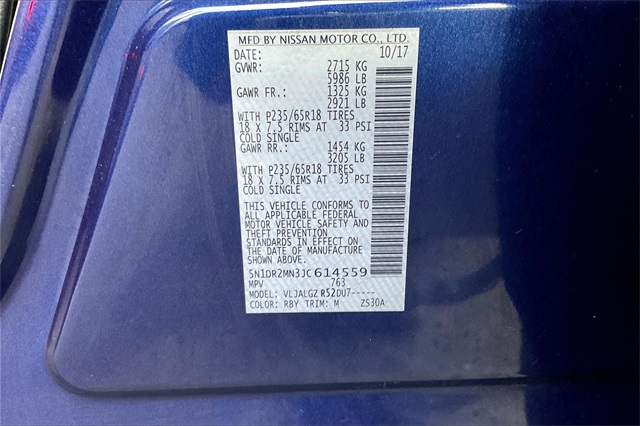 MFD BY NISSAN MOTOR CO., LTD.
DATE: 10/17
GVWR: 2715 KG
5986 LB
GAWR FR.: 1325 KG
2921 LB
WITH P235/65R18 TIRES
18 X 7.5 RIMS AT 33 PSI
COLD SINGLE
GAWR RR.: 1454 KG
3205 LB
WITH P235/65R18 TIRES
18 X 7.5 RIMS AT 33 PSI
COLD SINGLE
THIS VEHICLE CONFORMS TO
ALL APPLICABLE FEDERAL
MOTOR VEHICLE SAFETY AND
THEFT PREVENTION
STANDARDS IN EFFECT ON
THE DATE OF MANUFACTURE
SHOWN ABOVE.
5N1DR2MN3JC614559
MPV 763
MODEL: VLJALGZ R52DU7-----
COLOR: RBY TRIM: M ZS30A